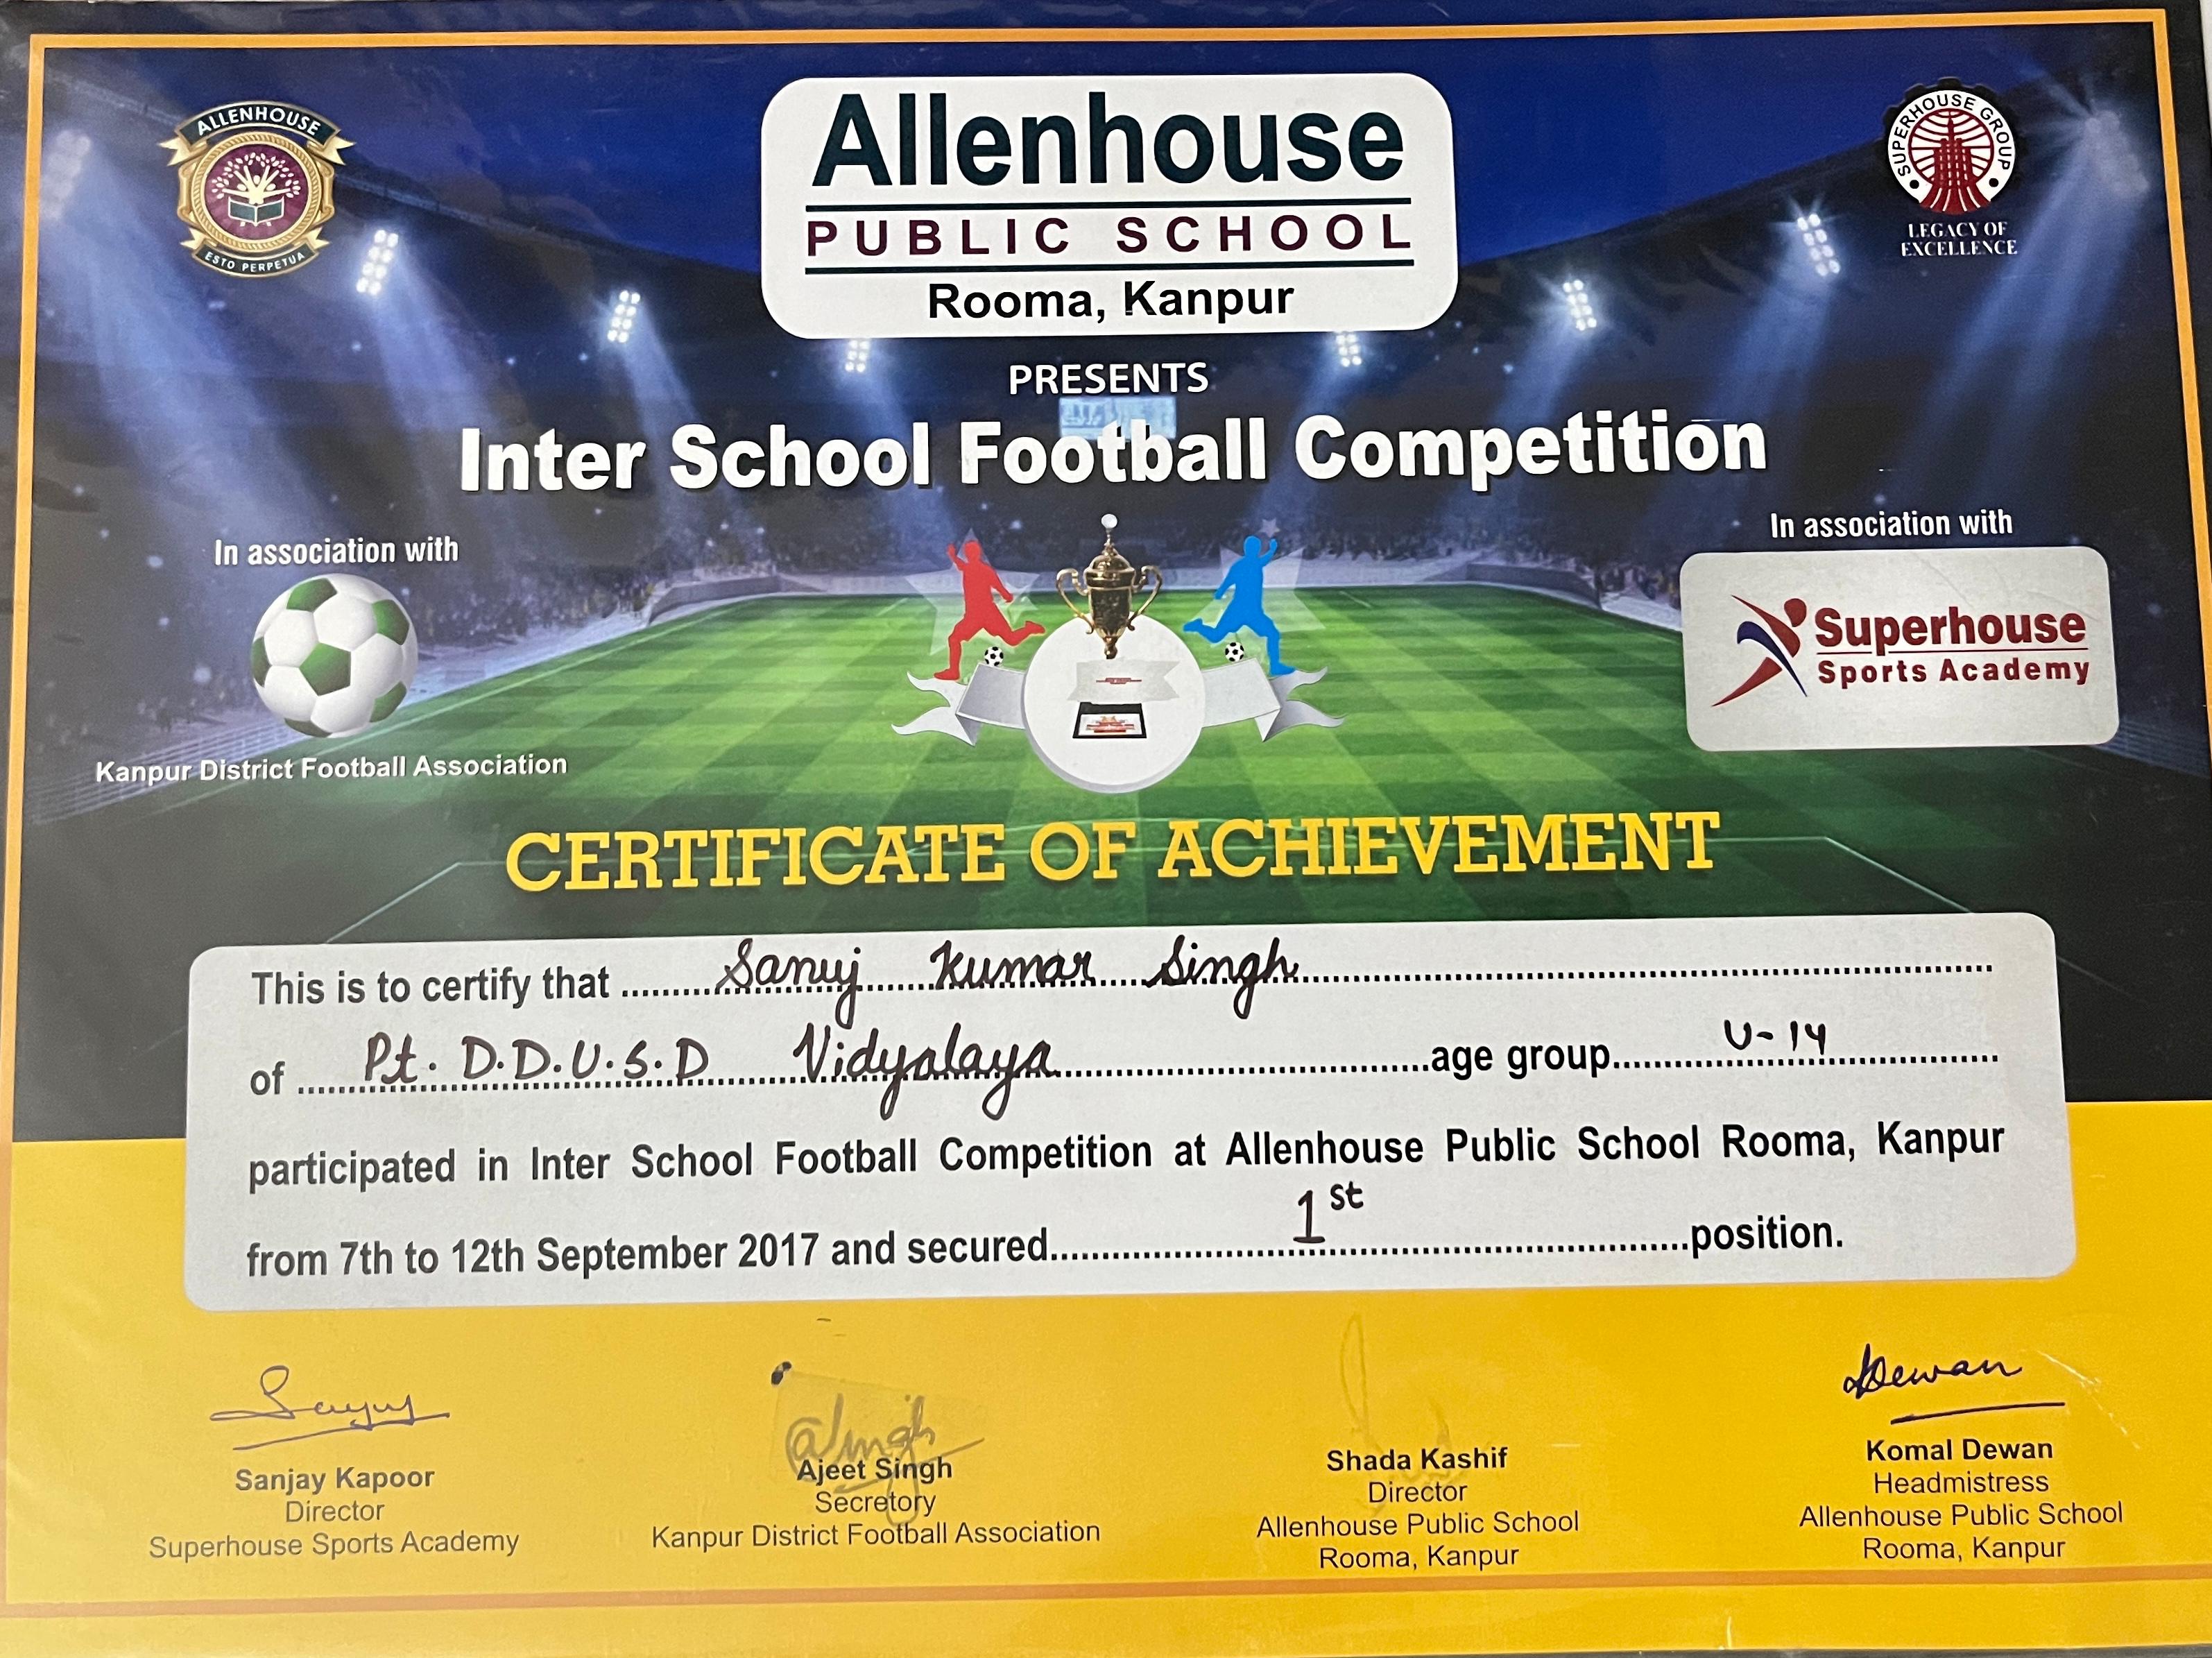 ALLENHOUSE
ESTO PERPETUA
Allenhouse
PUBLIC SCHOOL
Rooma, Kanpur
SUPERHOUSE GROUP
LEGACY OF
EXCELLENCE
PRESENTS
Inter School Football Competition
In association with
Kanpur District Football Association
In association with
Superhouse
Sports Academy
CERTIFICATE OF ACHIEVEMENT
This is to certify that Sanuj Kumar Singh
of Pt. D.D.U.S.D Vidyalaya age group U-14
participated in Inter School Football Competition at Allenhouse Public School Rooma, Kanpur
from 7th to 12th September 2017 and secured 1st position.
Sanjay Kapoor
Director
Superhouse Sports Academy
Ajeet Singh
Secretory
Kanpur District Football Association
Shada Kashif
Director
Allenhouse Public School
Rooma, Kanpur
Dewan
Komal Dewan
Headmistress
Allenhouse Public School
Rooma, Kanpur